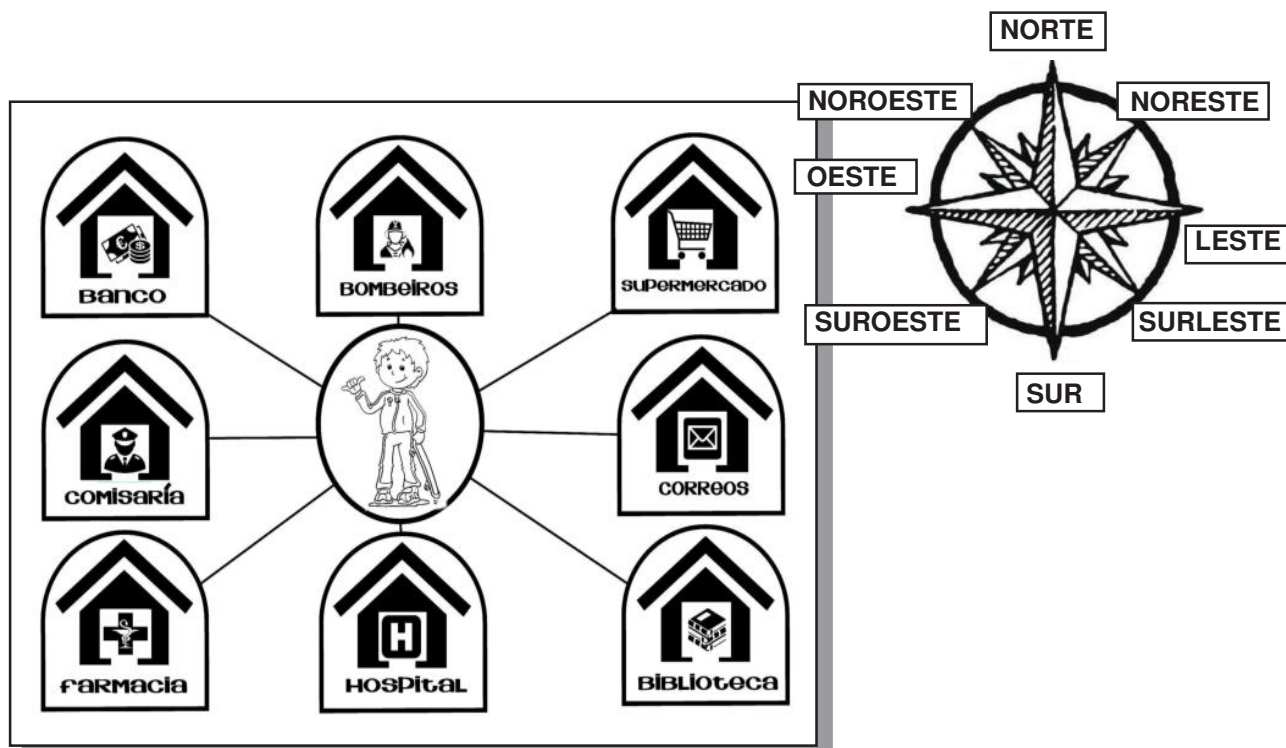 NORTE
NOROESTE
NORESTE
OESTE
LESTE
SUROESTE
SURLESTE
SUR
BANCO
BOMBEIROS
SUPERMERCADO
COMISARÍA
CORREOS
FARMACIA
HOSPITAL
BIBLIOTECA
€
$
H